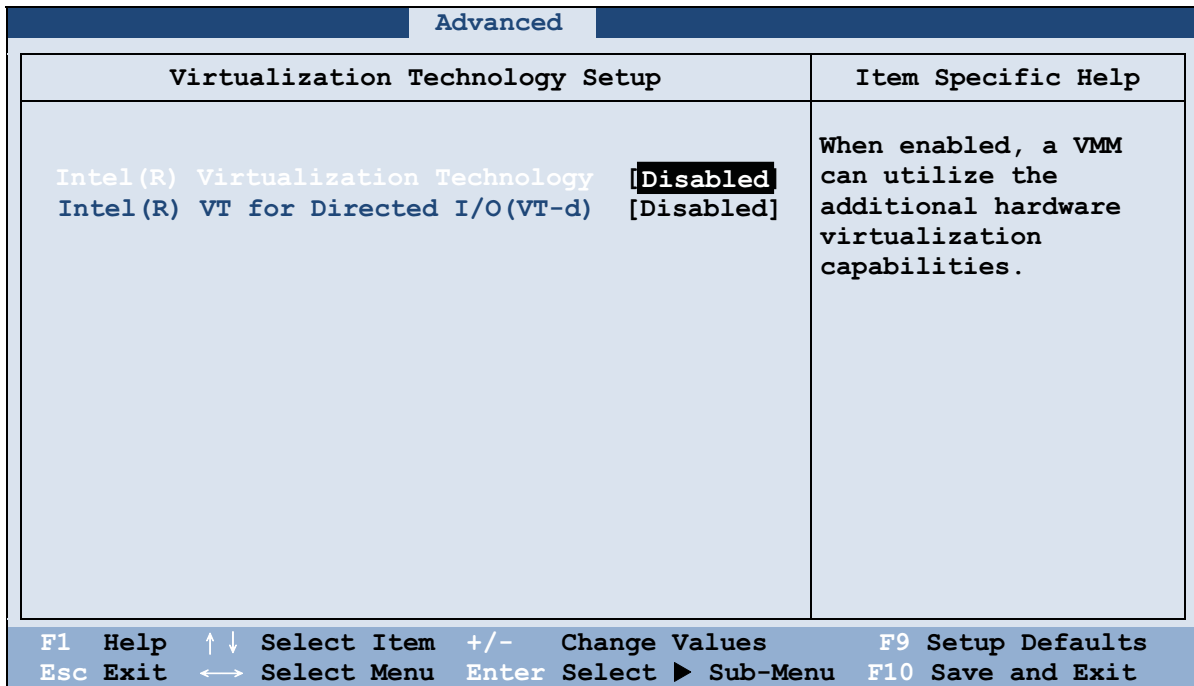 Advanced
Virtualization Technology Setup
Item Specific Help
Intel(R) Virtualization Technology [Disabled
Intel(R) VT for Directed I/O(VT-d) [Disabled]
When enabled, a VMM
can utilize the
additional hardware
virtualization
capabilities.
F1 Help ↑↓ Select Item +/- Change Values F9 Setup Defaults
Esc Exit ←→ Select Menu Enter Select ▶ Sub-Menu F10 Save and Exit